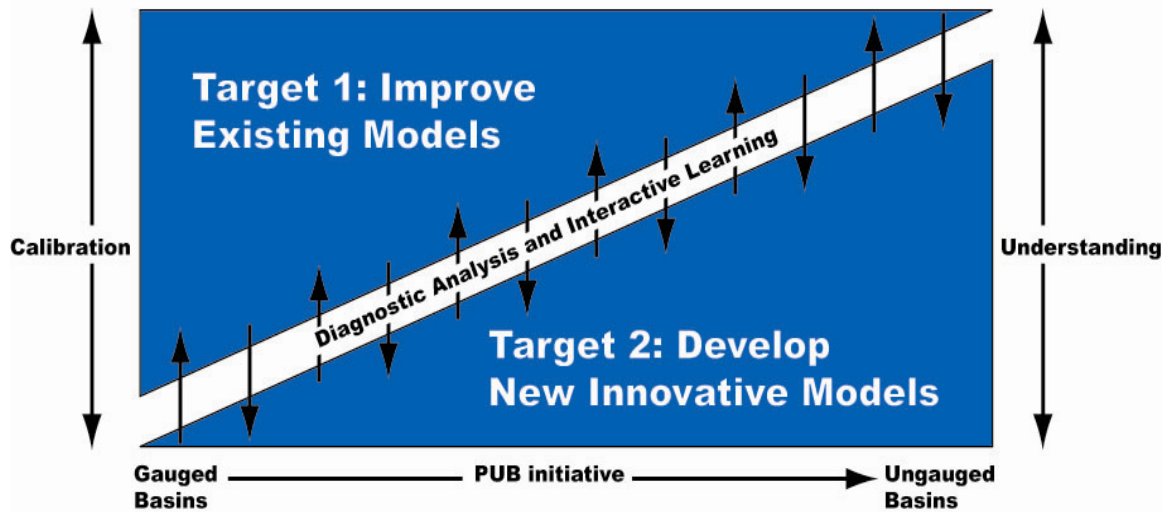 Target 1: Improve
Existing Models
Diagnostic Analysis and Interactive Learning
Calibration
Understanding
Target 2: Develop
New Innovative Models
Gauged
Basins
PUB initiative
Ungauged
Basins